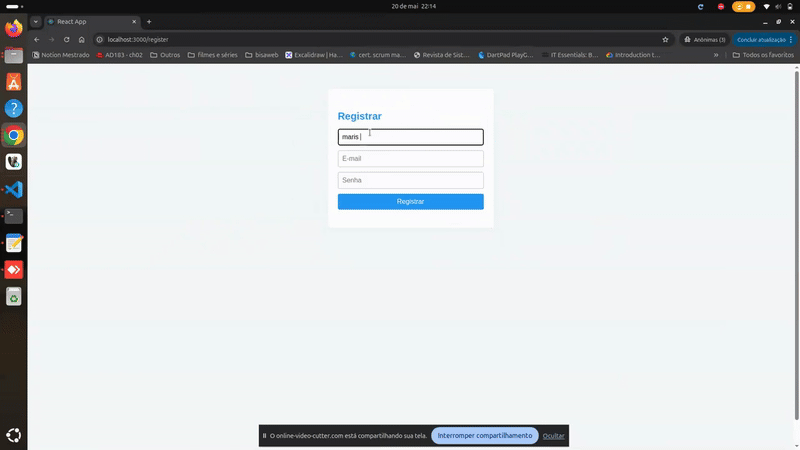 20 de mai 22:14
React App
localhost:3000/register
Anônimas (3)
Concluir atualização
Notion Mestrado
AD183 - ch02
Outros
filmes e séries
bisaweb
Excalidraw | Ha...
cert. scrum mas...
Revista de Sist...
DartPad PlayG...
IT Essentials: B...
Introduction t...
Todos os favoritos
Registrar
maris
E-mail
Senha
Registrar
O online-video-cutter.com está compartilhando sua tela.
Interromper compartilhamento
Ocultar